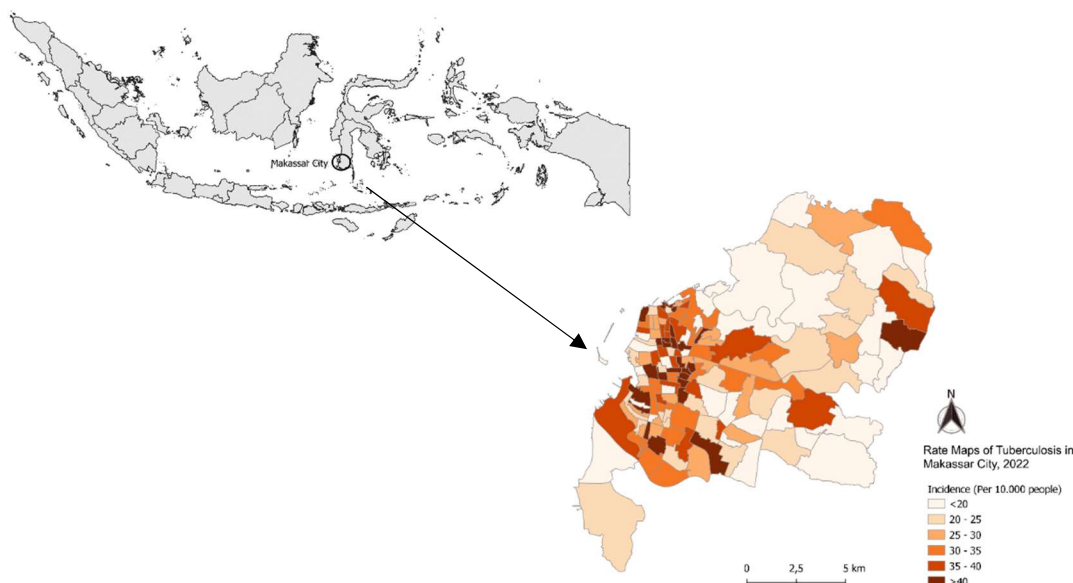 Makassar City
N
Rate Maps of Tuberculosis in
Makassar City, 2022
Incidence (Per 10.000 people)
<20
20 - 25
25 - 30
30 - 35
35 - 40
>40
0 2,5 5 km